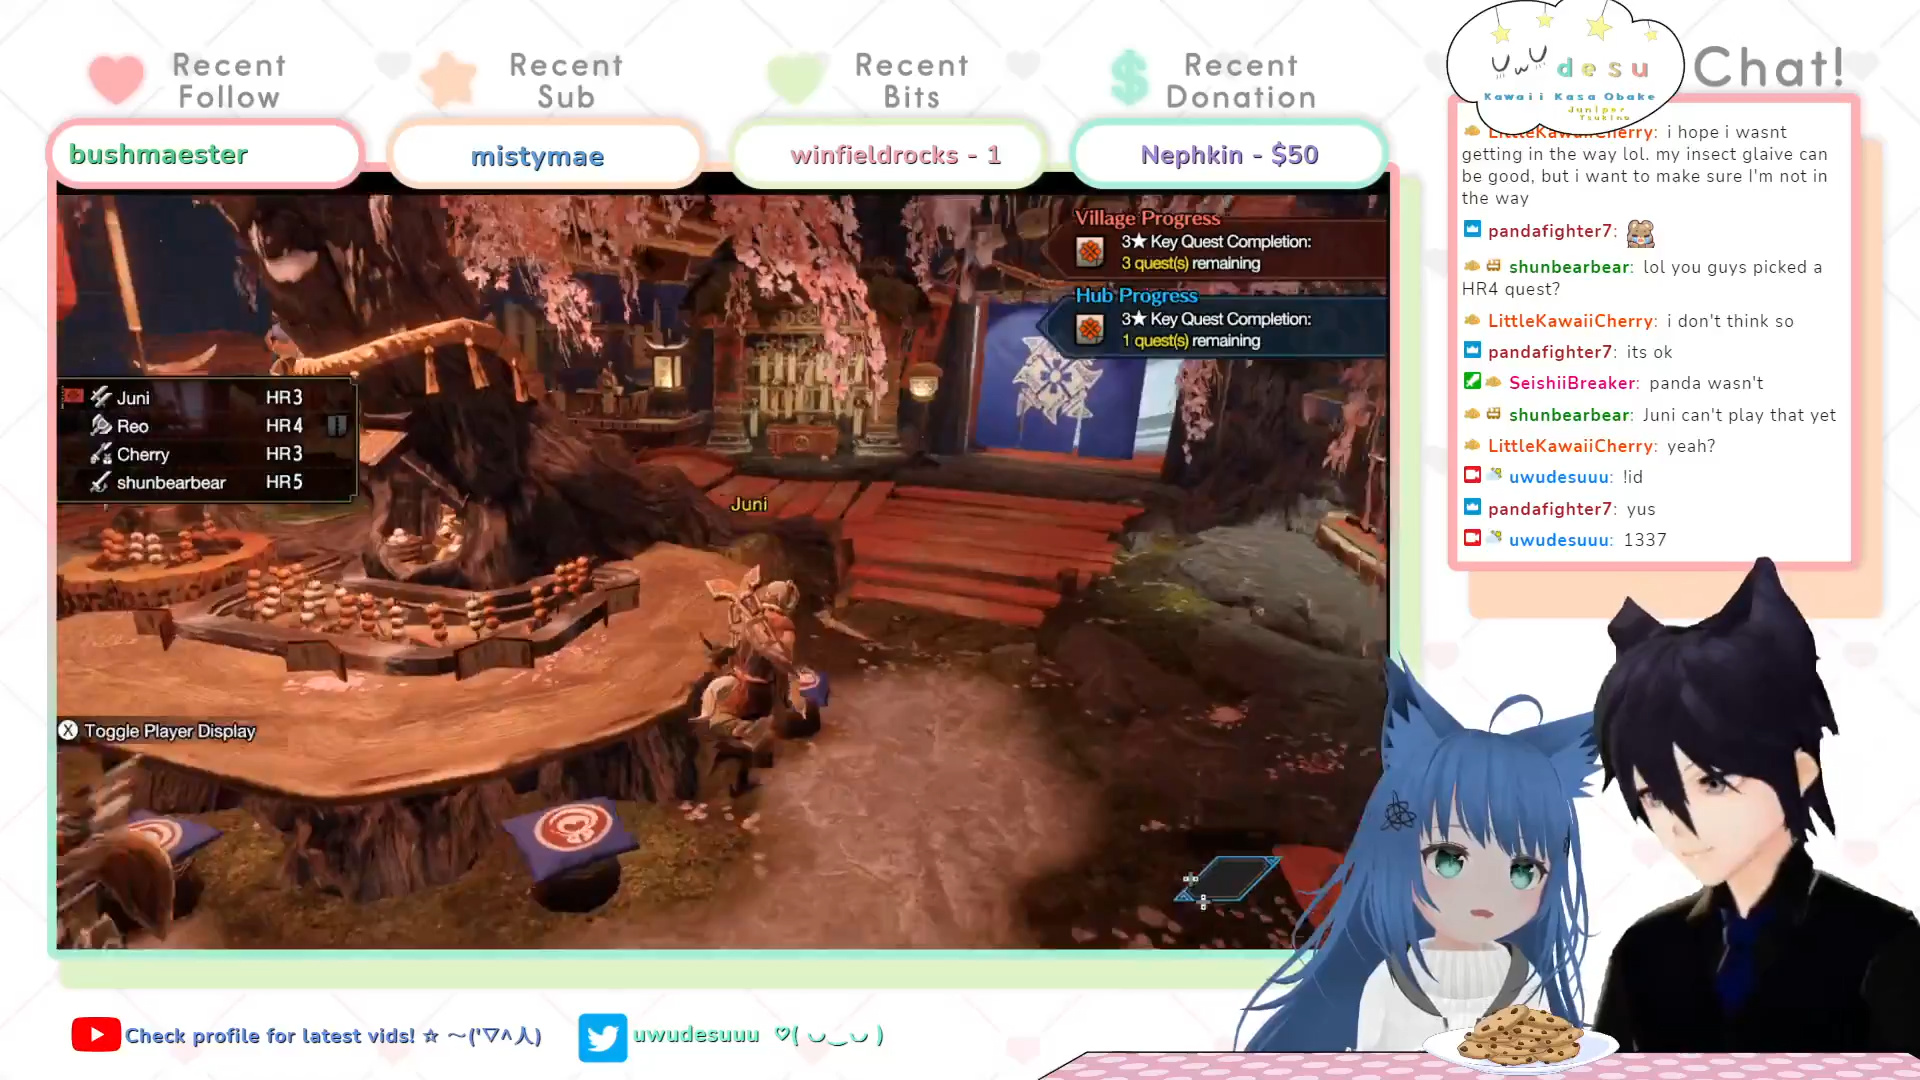 Recent
Follow
Recent
Sub
Recent
Bits
Recent
Donation
bushmaester
mistymae
winfieldrocks - 1
Nephkin - $50
UwU desu
Kawaii Kasa Obake
Juniper
Tsukino
Chat!
LittleKawaiiCherry: i hope i wasnt
getting in the way lol. my insect glaive can
be good, but i want to make sure I'm not in
the way
pandafighter7:
shunbearbear: lol you guys picked a
HR4 quest?
LittleKawaiiCherry: i don't think so
pandafighter7: its ok
SeishiiBreaker: panda wasn't
shunbearbear: Juni can't play that yet
LittleKawaiiCherry: yeah?
uwudesuuu: !id
pandafighter7: yus
uwudesuuu: 1337
Village Progress
3★ Key Quest Completion:
3 quest(s) remaining
Hub Progress
3★ Key Quest Completion:
1 quest(s) remaining
Juni HR3
Reo HR4
Cherry HR3
shunbearbear HR5
Juni
X Toggle Player Display
Check profile for latest vids! ☆ ～('▽^人)
uwudesuuu ♡( ◡‿◡ )